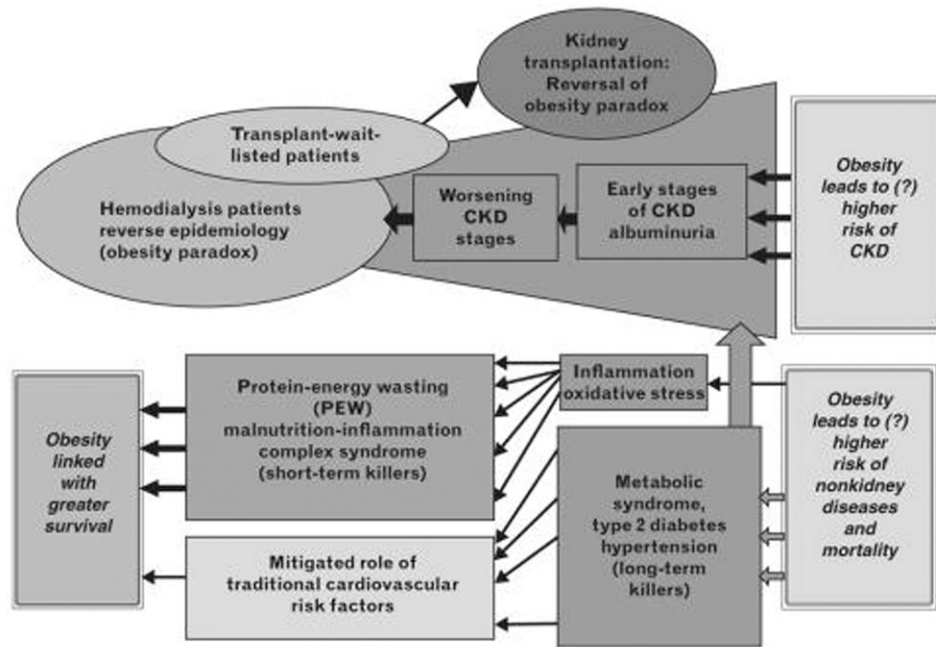 Kidney
transplantation:
Reversal of
obesity paradox
Transplant-wait-
listed patients
Hemodialysis patients
reverse epidemiology
(obesity paradox)
Worsening
CKD
stages
Early stages
of CKD
albuminuria
Obesity
leads to (?)
higher
risk of
CKD
Obesity
linked
with
greater
survival
Protein-energy wasting
(PEW)
malnutrition-inflammation
complex syndrome
(short-term killers)
Inflammation
oxidative stress
Mitigated role of
traditional cardiovascular
risk factors
Metabolic
syndrome,
type 2 diabetes
hypertension
(long-term
killers)
Obesity
leads to (?)
higher
risk of
nonkidney
diseases
and
mortality